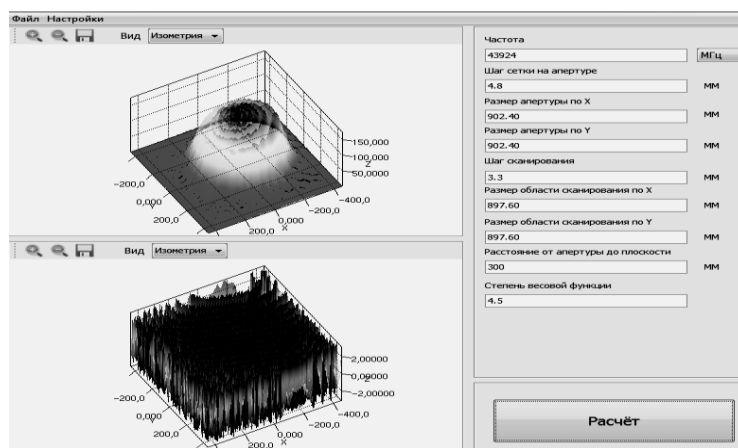 Файл Настройки
Вид Изометрия
150,000
100,000
50,0000
Z
-200,0
0,000
Y
200,0
-400,0
-200,0
0,000
200,0
X
Вид Изометрия
2,00000
0,00000
-2,00000
Z
-200,0
0,000
Y
200,0
-400,0
-200,0
0,000
200,0
X
Частота
43924 МГц
Шаг сетки на апертуре
4.8 мм
Размер апертуры по X
902.40 мм
Размер апертуры по Y
902.40 мм
Шаг сканирования
3.3 мм
Размер области сканирования по X
897.60 мм
Размер области сканирования по Y
897.60 мм
Расстояние от апертуры до плоскости
300 мм
Степень весовой функции
4.5
Расчёт